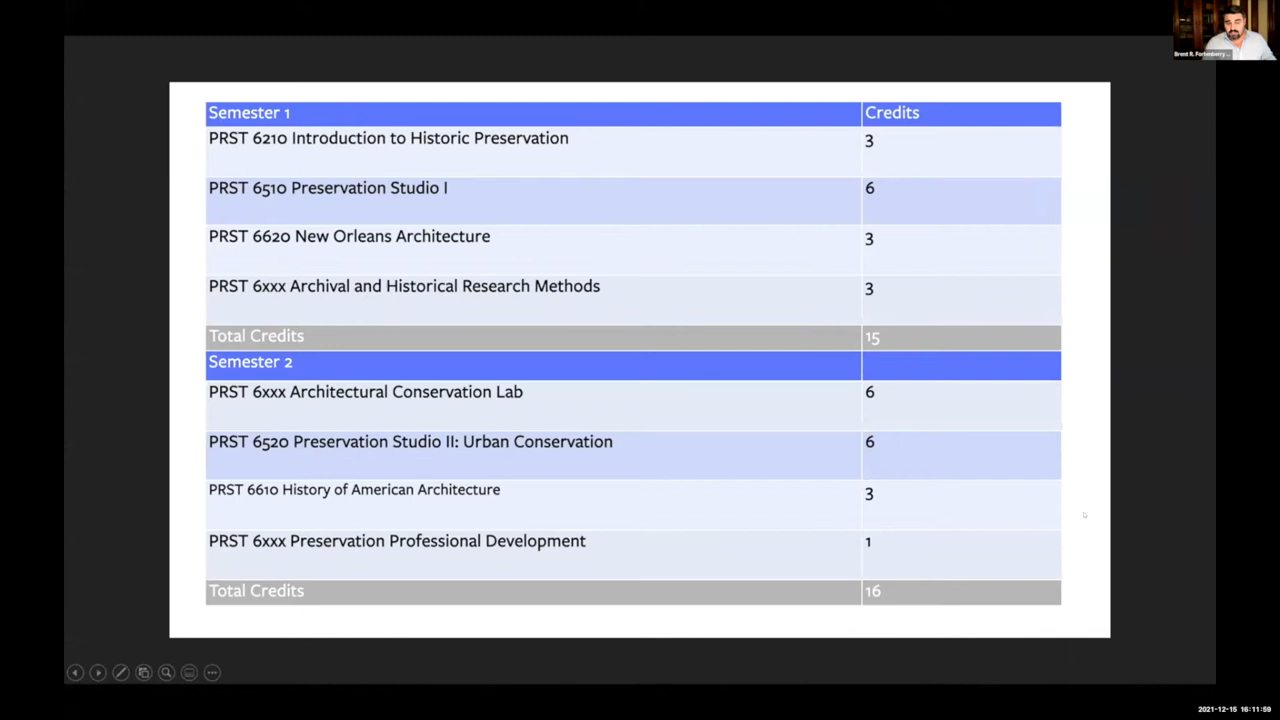 Brent R. Fortenberry ...
Semester 1 Credits
PRST 6210 Introduction to Historic Preservation 3
PRST 6510 Preservation Studio I 6
PRST 6620 New Orleans Architecture 3
PRST 6xxx Archival and Historical Research Methods 3
Total Credits 15
Semester 2
PRST 6xxx Architectural Conservation Lab 6
PRST 6520 Preservation Studio II: Urban Conservation 6
PRST 6610 History of American Architecture 3
PRST 6xxx Preservation Professional Development 1
Total Credits 16
2021-12-15 16:11:59